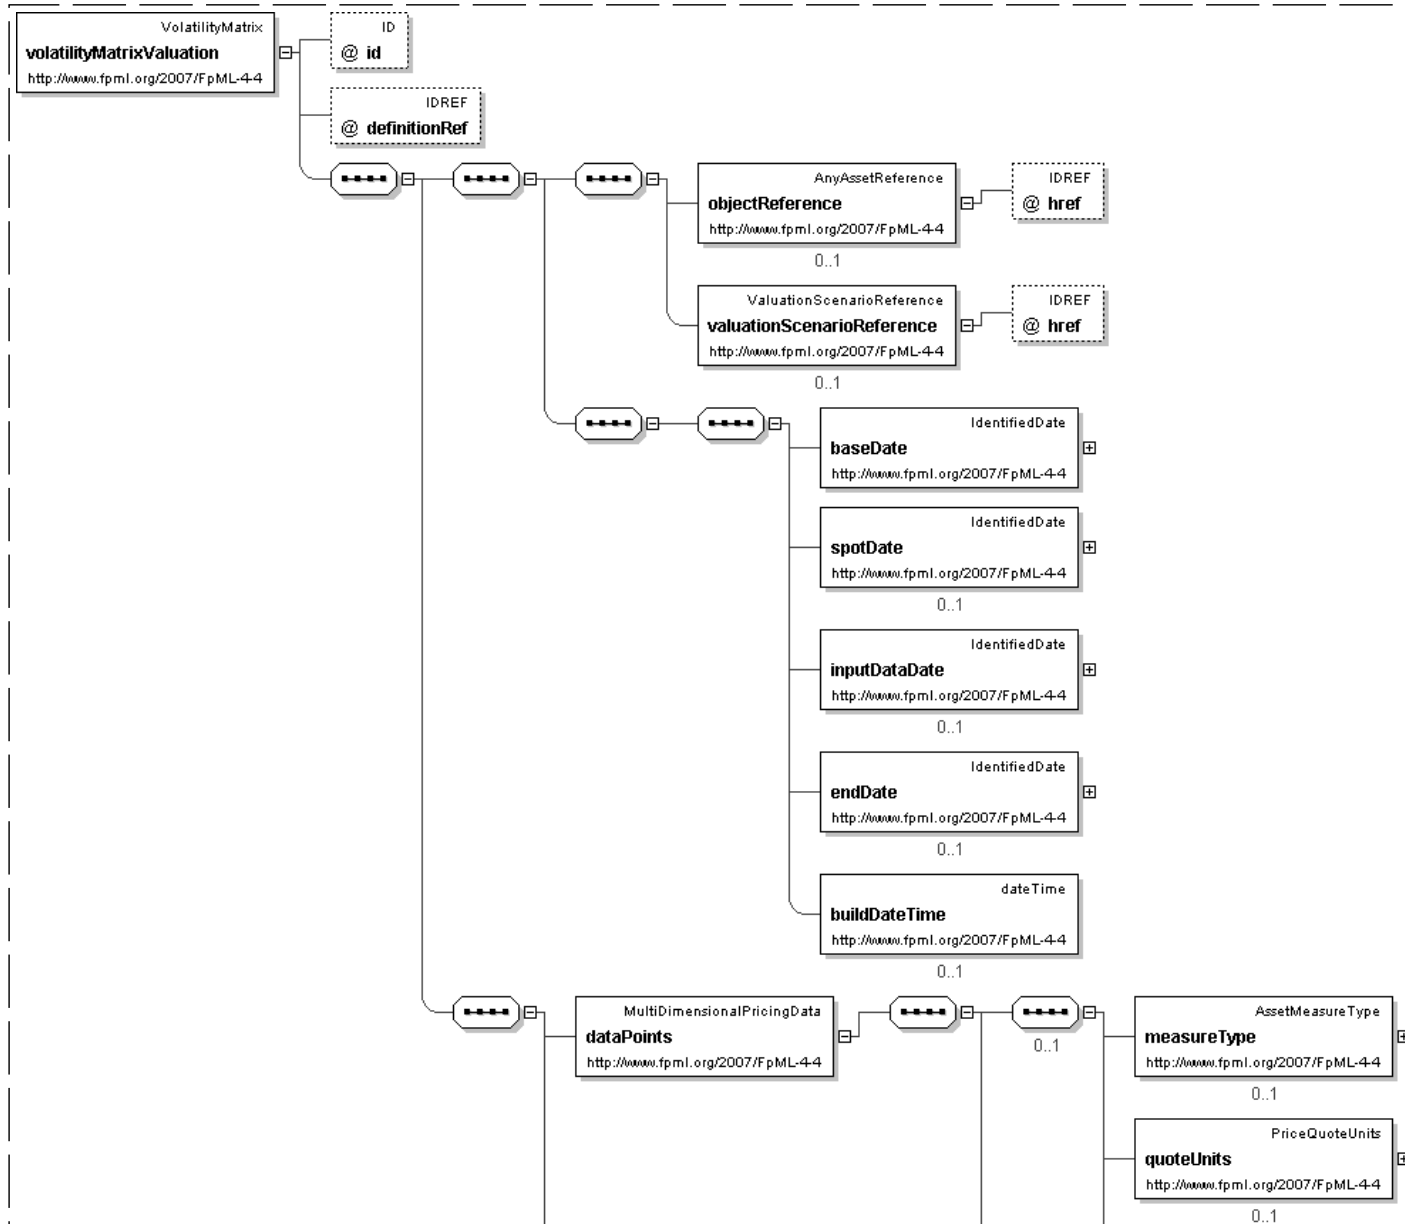 VolatilityMatrix
volatilityMatrixValuation
http://www.fpml.org/2007/FpML-4-4
ID
@ id
IDREF
@ definitionRef
AnyAssetReference
objectReference
http://www.fpml.org/2007/FpML-4-4
0..1
IDREF
@ href
ValuationScenarioReference
valuationScenarioReference
http://www.fpml.org/2007/FpML-4-4
0..1
IDREF
@ href
IdentifiedDate
baseDate
http://www.fpml.org/2007/FpML-4-4
IdentifiedDate
spotDate
http://www.fpml.org/2007/FpML-4-4
0..1
IdentifiedDate
inputDataDate
http://www.fpml.org/2007/FpML-4-4
0..1
IdentifiedDate
endDate
http://www.fpml.org/2007/FpML-4-4
0..1
dateTime
buildDateTime
http://www.fpml.org/2007/FpML-4-4
0..1
MultiDimensionalPricingData
dataPoints
http://www.fpml.org/2007/FpML-4-4
0..1
AssetMeasureType
measureType
http://www.fpml.org/2007/FpML-4-4
0..1
PriceQuoteUnits
quoteUnits
http://www.fpml.org/2007/FpML-4-4
0..1